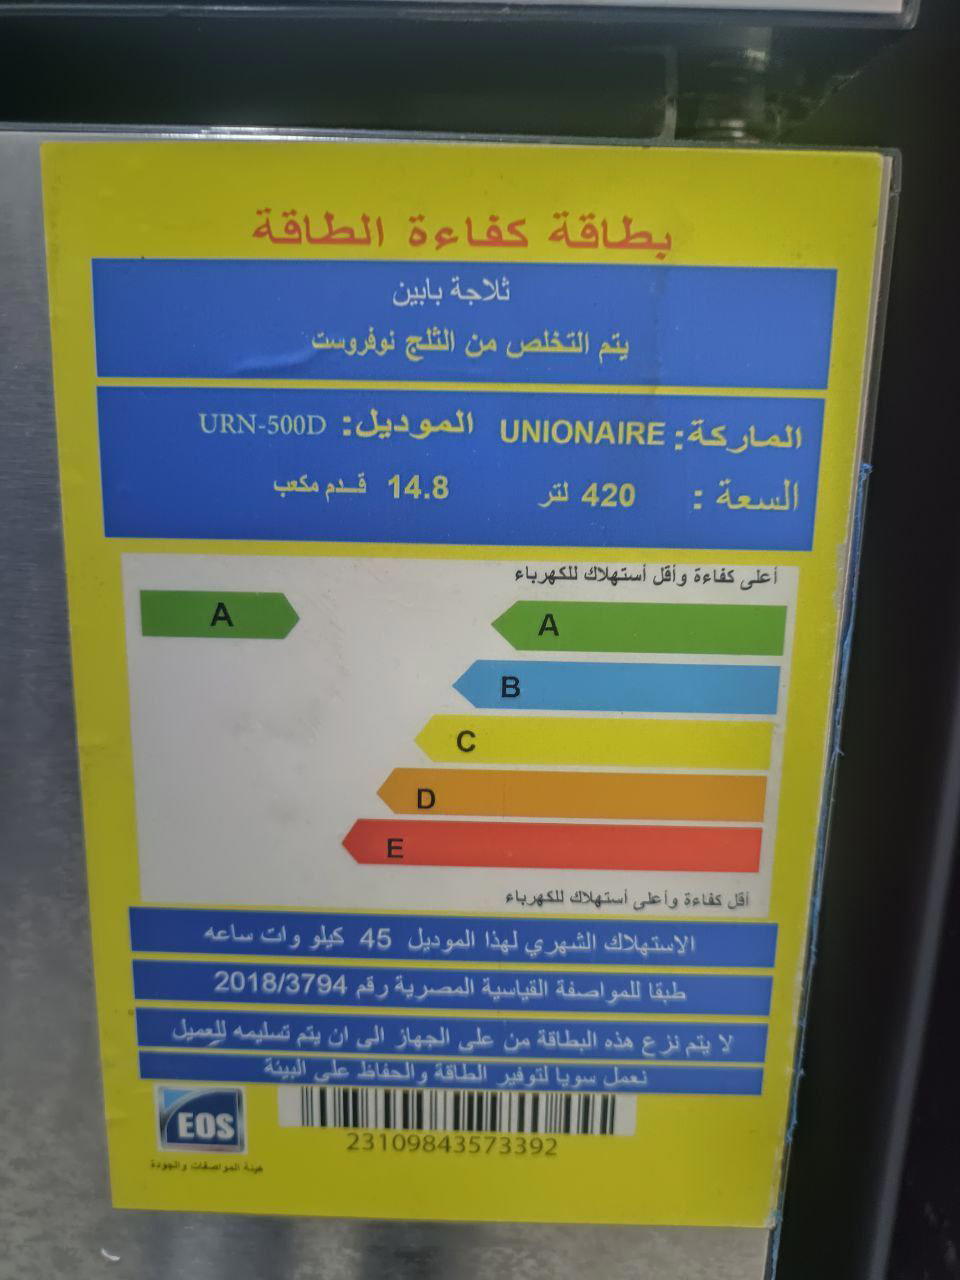 بطاقة كفاءة الطاقة
ثلاجة بابين
يتم التخلص من الثلج نوفروست
الماركة: UNIONAIRE الموديل: URN-500D
السعة : 420 لتر 14.8 قدم مكعب
أعلى كفاءة وأقل أستهلاك للكهرباء
A A
B
C
D
E
أقل كفاءة وأعلى أستهلاك للكهرباء
الاستهلاك الشهري لهذا الموديل 45 كيلو وات ساعه
طبقا للمواصفة القياسية المصرية رقم 2018/3794
لا يتم نزع هذه البطاقة من على الجهاز الى ان يتم تسليمه للعميل
نعمل سويا لتوفير الطاقة والحفاظ على البيئة
EOS
هيئة المواصفات والجودة
23109843573392